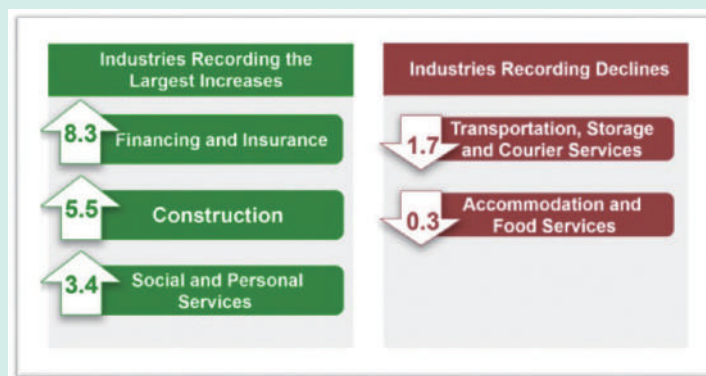 Industries Recording the
Largest Increases
8.3
Financing and Insurance
5.5
Construction
3.4
Social and Personal
Services
Industries Recording Declines
1.7
Transportation, Storage
and Courier Services
0.3
Accommodation and
Food Services